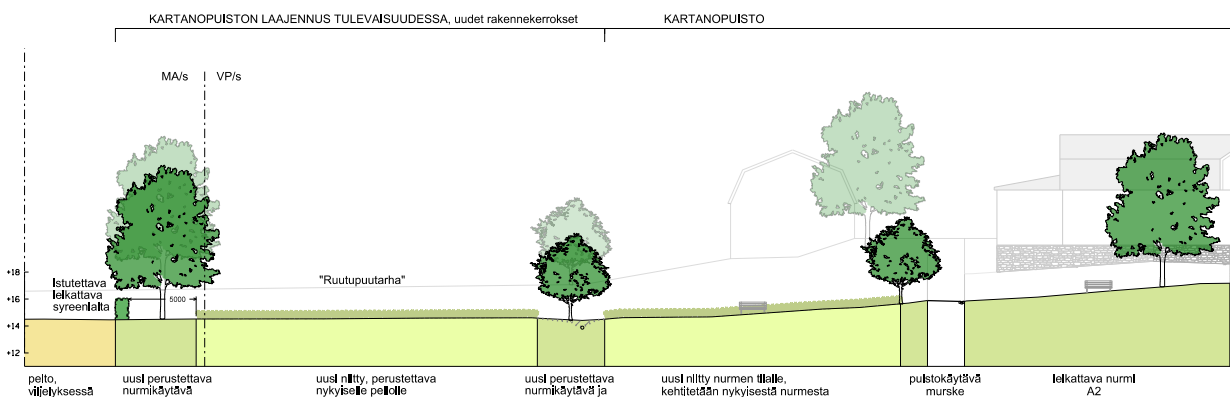 KARTANOPUISTON LAAJENNUS TULEVAISUUDESSA, uudet rakennekerrokset
KARTANOPUISTO
MA/s
VP/s
"Ruutupuutarha"
Istutettava
leikattava
syreeniaita
5000
+18
+16
+14
+12
pelto,
viljelyksessä
uusi perustettava
nurmikäytävä
uusi niitty, perustettava
nykyiselle pellolle
uusi perustettava
nurmikäytävä ja
uusi niitty nurmen tilalle,
kehitetään nykyisestä nurmesta
puistokäytävä
murske
leikattava nurmi
A2